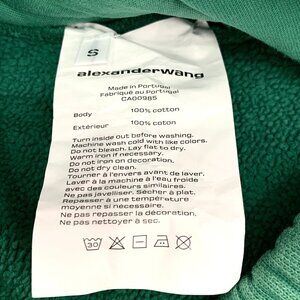 S
alexanderwang
Made in Portugal
Fabriqué au Portugal
CA00985
Body 100% cotton
Extérieur 100% coton
Turn inside out before washing.
Machine wash cold with like colors.
Do not bleach. Lay flat to dry.
Warm iron if necessary.
Do not iron on decoration.
Do not dry clean.
Tourner à l'envers avant de laver.
Laver à la machine à l'eau froide
avec des couleurs similaires.
Ne pas javelliser. Sécher à plat.
Repasser à une température
moyenne si nécessaire.
Ne pas repasser la décoration.
Ne pas nettoyer à sec.
30